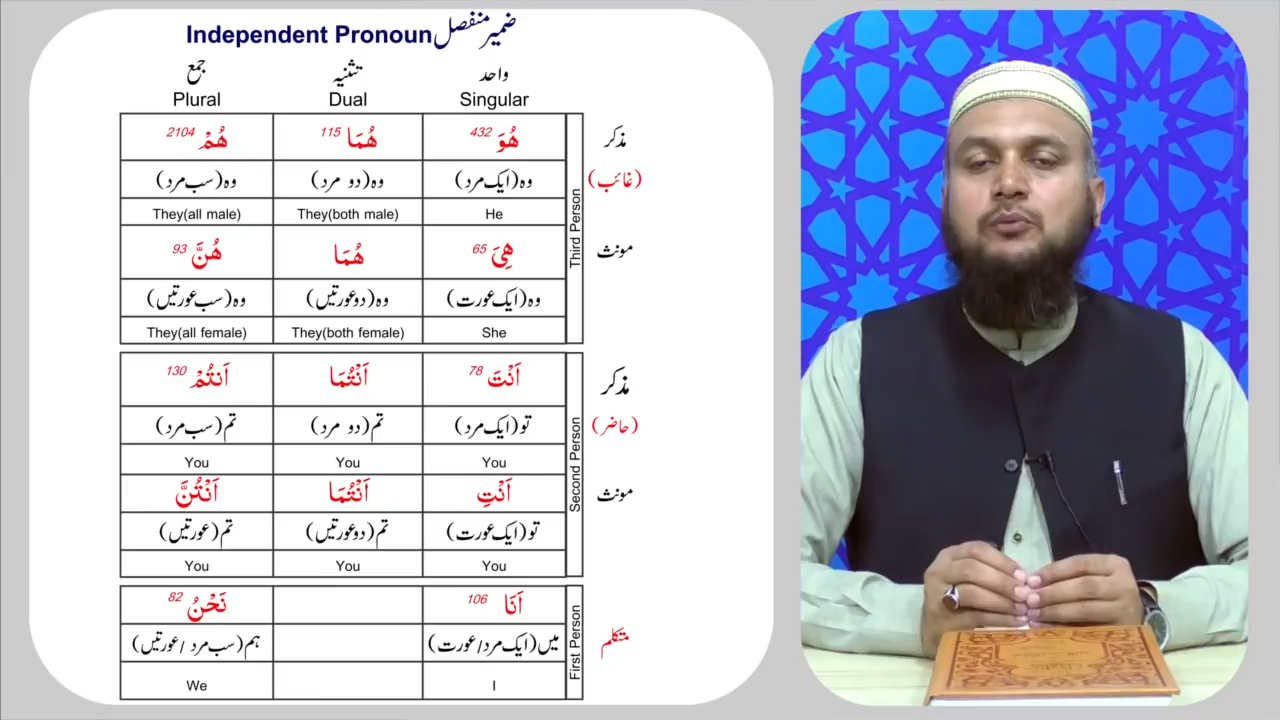 Independent Pronoun ضمیر منفصل
واحد تثنیہ جمع
Singular Dual Plural
مذکر
(غائب)
هُوَ 432 هُمَا 115 هُمْ 2104
وہ (ایک مرد) وہ (دو مرد) وہ (سب مرد)
He They(both male) They(all male)
Third Person
مونث
هِيَ 65 هُمَا هُنَّ 93
وہ (ایک عورت) وہ (دو عورتیں) وہ (سب عورتیں)
She They(both female) They(all female)
مذکر
(حاضر)
اَنْتَ 78 اَنْتُمَا اَنتُمْ 130
تو (ایک مرد) تم (دو مرد) تم (سب مرد)
You You You
Second Person
مونث
اَنْتِ اَنْتُمَا اَنْتُنَّ
تو (ایک عورت) تم (دو عورتیں) تم (عورتیں)
You You You
متکلم
اَنَا 106 نَحْنُ 82
میں (ایک مرد/عورت) ہم (سب مرد/عورتیں)
I We
First Person